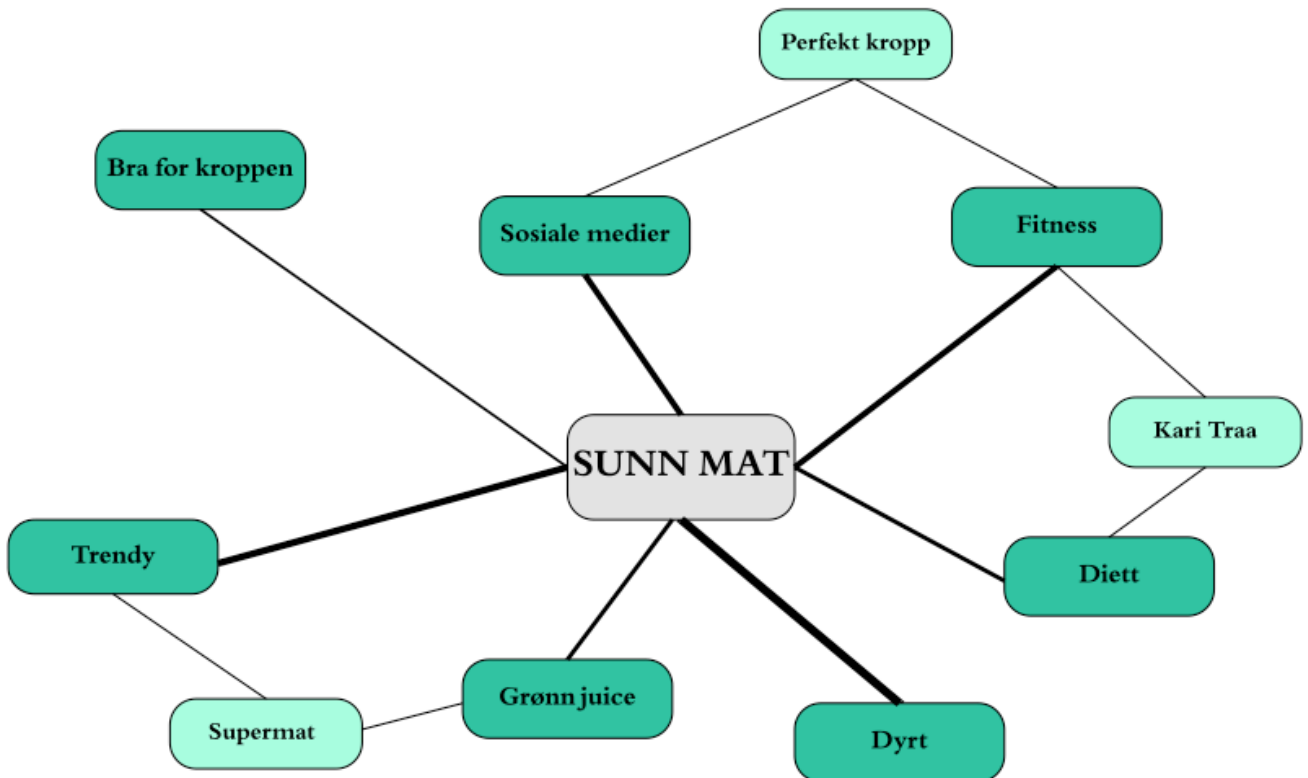 Perfekt kropp
Bra for kroppen
Sosiale medier
Fitness
SUNN MAT
Kari Traa
Trendy
Diett
Grønn juice
Supermat
Dyrt